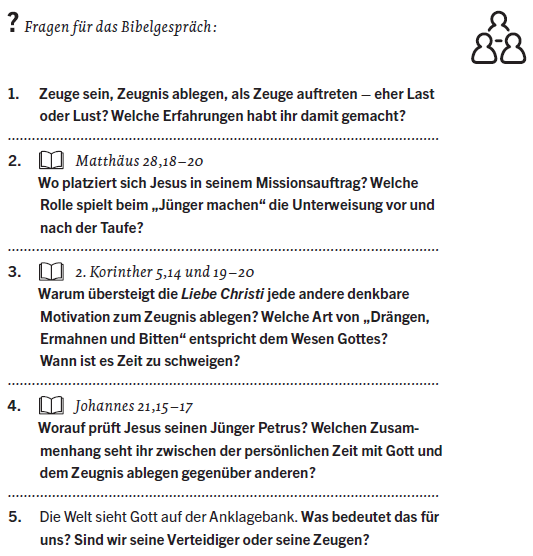 ? Fragen für das Bibelgespräch:
1. Zeuge sein, Zeugnis ablegen, als Zeuge auftreten – eher Last
oder Lust? Welche Erfahrungen habt ihr damit gemacht?
2. Matthäus 28,18–20
Wo platziert sich Jesus in seinem Missionsauftrag? Welche
Rolle spielt beim „Jünger machen“ die Unterweisung vor und
nach der Taufe?
3. 2. Korinther 5,14 und 19–20
Warum übersteigt die Liebe Christi jede andere denkbare
Motivation zum Zeugnis ablegen? Welche Art von „Drängen,
Ermahnen und Bitten“ entspricht dem Wesen Gottes?
Wann ist es Zeit zu schweigen?
4. Johannes 21,15–17
Worauf prüft Jesus seinen Jünger Petrus? Welchen Zusam-
menhang seht ihr zwischen der persönlichen Zeit mit Gott und
dem Zeugnis ablegen gegenüber anderen?
5. Die Welt sieht Gott auf der Anklagebank. Was bedeutet das für
uns? Sind wir seine Verteidiger oder seine Zeugen?